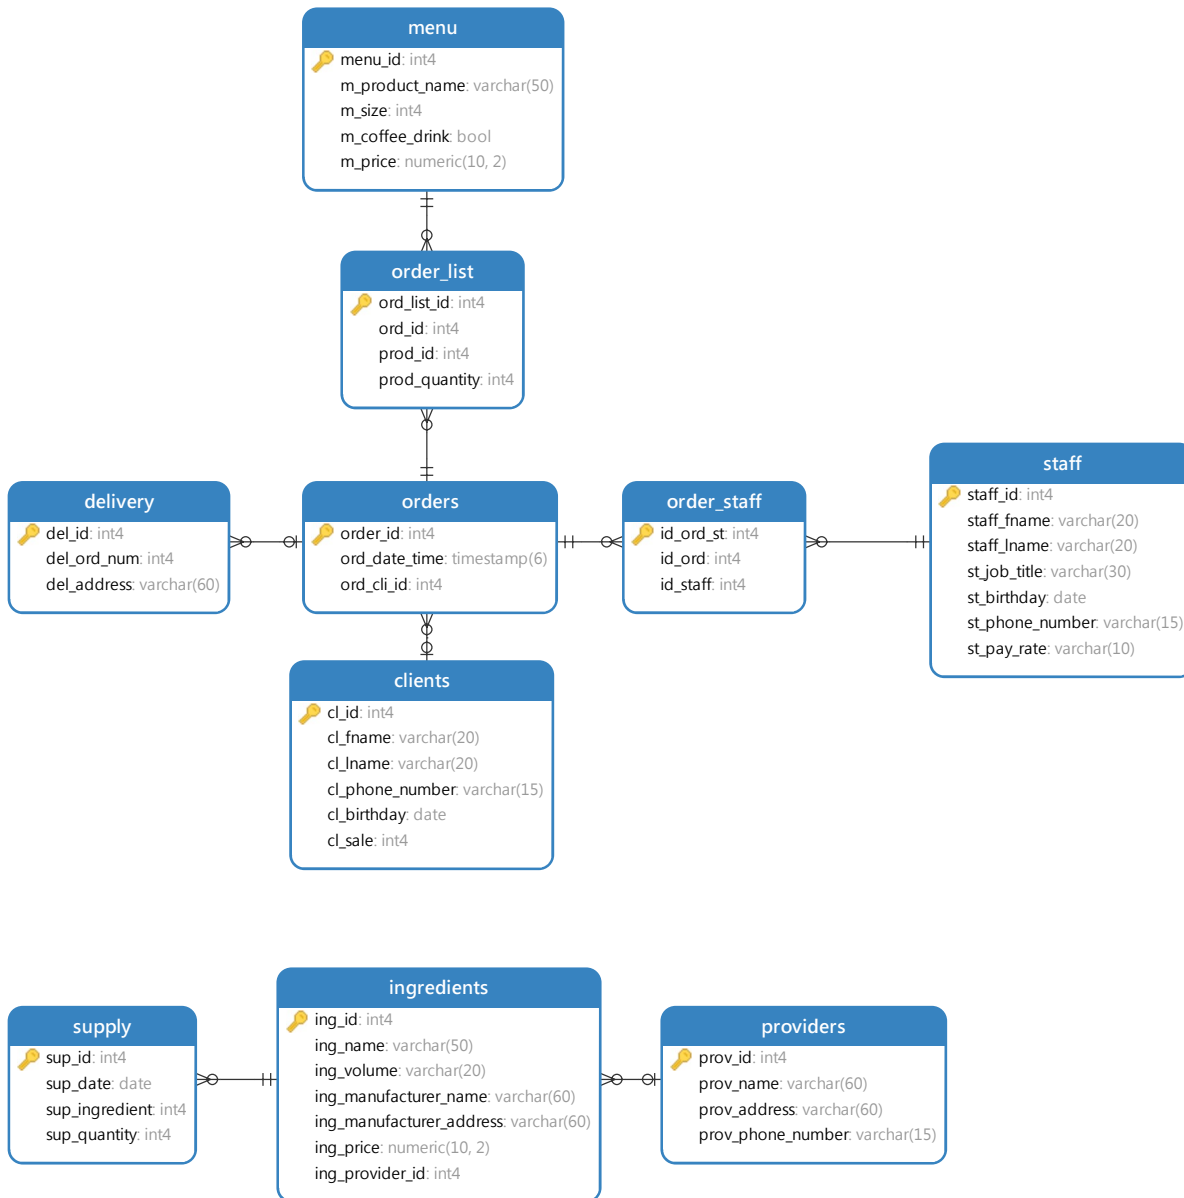 menu
menu_id: int4
m_product_name: varchar(50)
m_size: int4
m_coffee_drink: bool
m_price: numeric(10, 2)
order_list
ord_list_id: int4
ord_id: int4
prod_id: int4
prod_quantity: int4
delivery
del_id: int4
del_ord_num: int4
del_address: varchar(60)
orders
order_id: int4
ord_date_time: timestamp(6)
ord_cli_id: int4
order_staff
id_ord_st: int4
id_ord: int4
id_staff: int4
staff
staff_id: int4
staff_fname: varchar(20)
staff_lname: varchar(20)
st_job_title: varchar(30)
st_birthday: date
st_phone_number: varchar(15)
st_pay_rate: varchar(10)
clients
cl_id: int4
cl_fname: varchar(20)
cl_lname: varchar(20)
cl_phone_number: varchar(15)
cl_birthday: date
cl_sale: int4
supply
sup_id: int4
sup_date: date
sup_ingredient: int4
sup_quantity: int4
ingredients
ing_id: int4
ing_name: varchar(50)
ing_volume: varchar(20)
ing_manufacturer_name: varchar(60)
ing_manufacturer_address: varchar(60)
ing_price: numeric(10, 2)
ing_provider_id: int4
providers
prov_id: int4
prov_name: varchar(60)
prov_address: varchar(60)
prov_phone_number: varchar(15)